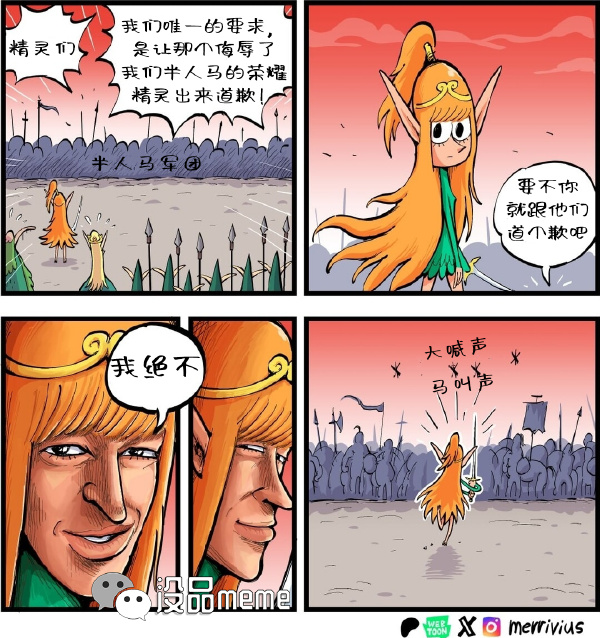 精灵们
我们唯一的要求,
是让那个侮辱了
我们半人马的荣耀
精灵出来道歉!
半人马军团
要不你
就跟他们
道个歉吧
我绝不
大喊声
马叫声
没品meme
WEB
TOON
merrivius